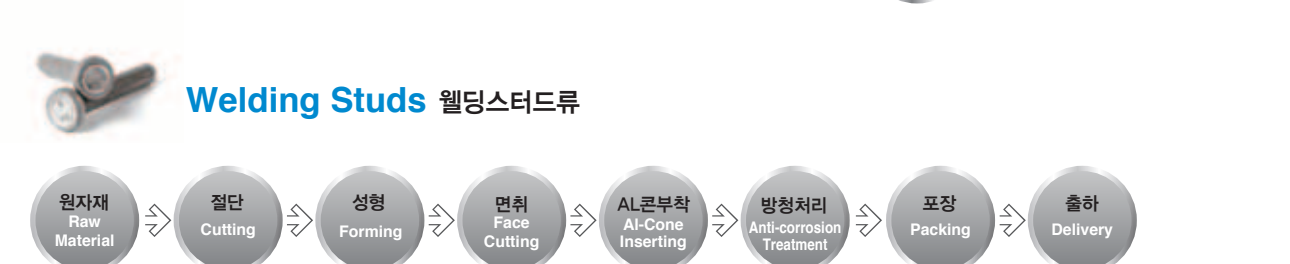 Welding Studs 웰딩스터드류
원자재
Raw
Material
절단
Cutting
성형
Forming
면취
Face
Cutting
AL콘부착
Al-Cone
Inserting
방청처리
Anti-corrosion
Treatment
포장
Packing
출하
Delivery